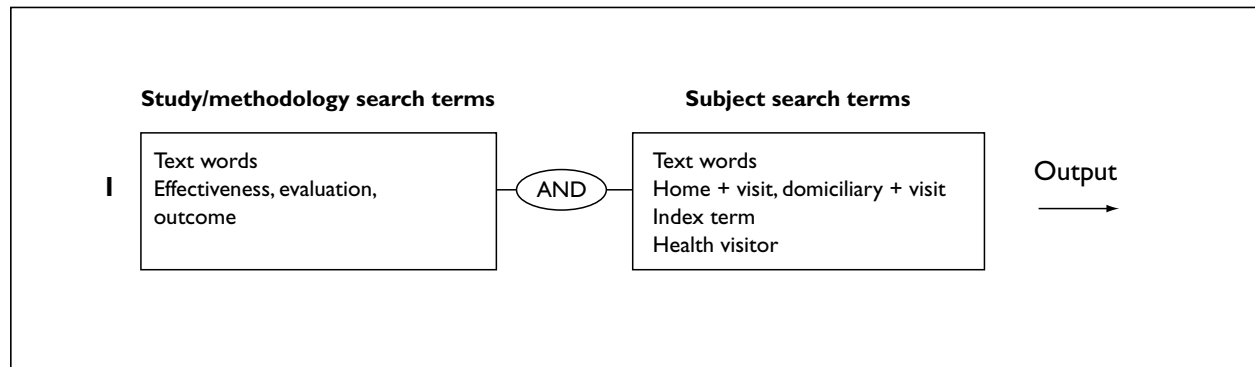 Study/methodology search terms
Subject search terms
1
Text words
Effectiveness, evaluation,
outcome
AND
Text words
Home + visit, domiciliary + visit
Index term
Health visitor
Output